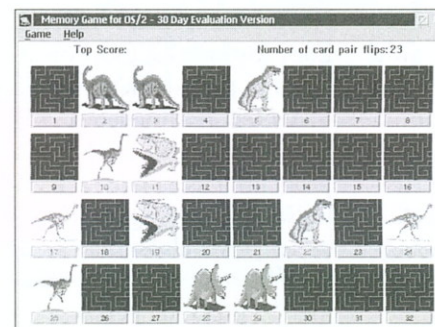 Memory Game for OS/2 - 30 Day Evaluation Version
Game Help
Top Score: Number of card pair flips: 23
1 2 3 4 5 6 7 8
9 10 11 12 13 14 15 16
17 18 19 20 21 22 23 24
25 26 27 28 29 30 31 32